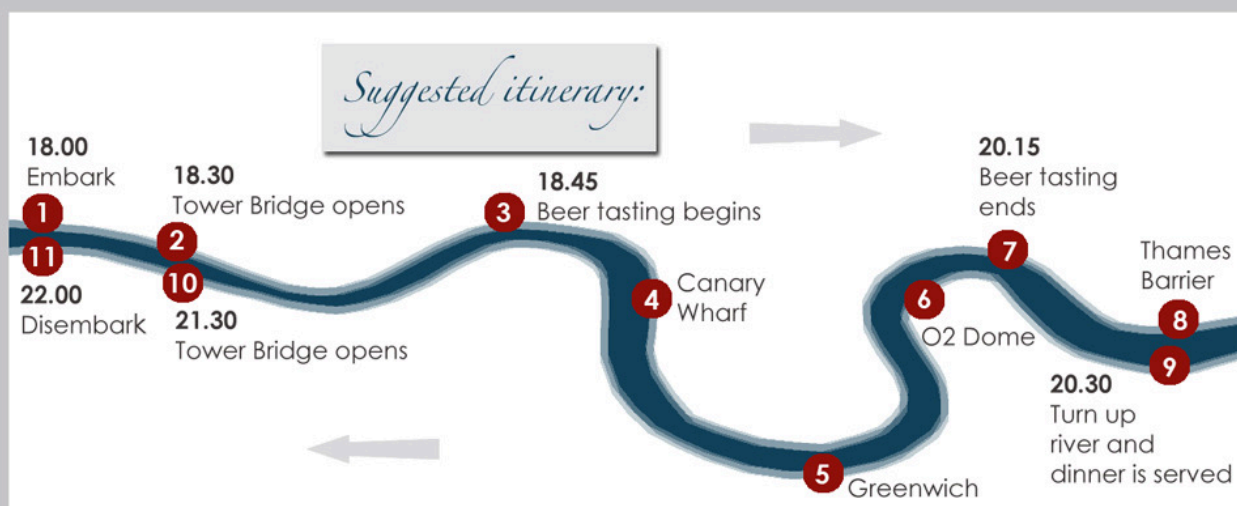 Suggested itinerary:
18.00
Embark
1
18.30
Tower Bridge opens
2
3
18.45
Beer tasting begins
4
Canary
Wharf
5
Greenwich
6
O2 Dome
20.15
Beer tasting
ends
7
Thames
Barrier
8
9
20.30
Turn up
river and
dinner is served
10
21.30
Tower Bridge opens
11
22.00
Disembark